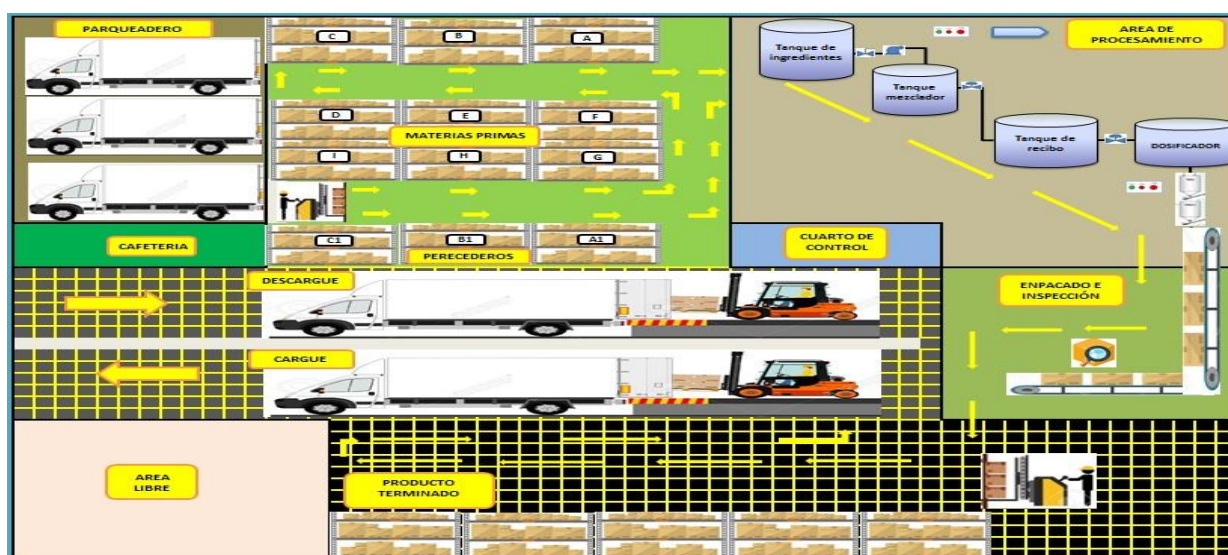 PARQUEADERO
C
B
A
D
E
F
MATERIAS PRIMAS
I
H
G
C1
B1
A1
PERECEDEROS
CAFETERIA
Tanque de
ingredientes
Tanque
mezclador
Tanque de
recibo
DOSIFICADOR
AREA DE
PROCESAMIENTO
CUARTO DE
CONTROL
DESCARGUE
CARGUE
ENPACADO E
INSPECCIÓN
AREA
LIBRE
PRODUCTO
TERMINADO